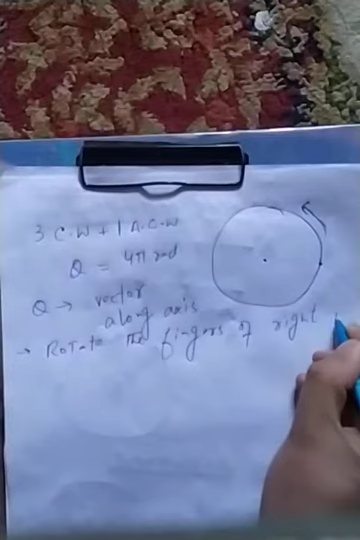 3 C.W + 1 A.C.W
Q = 4π rad
Q → vector
along axis
→ RoTate the fingers of right